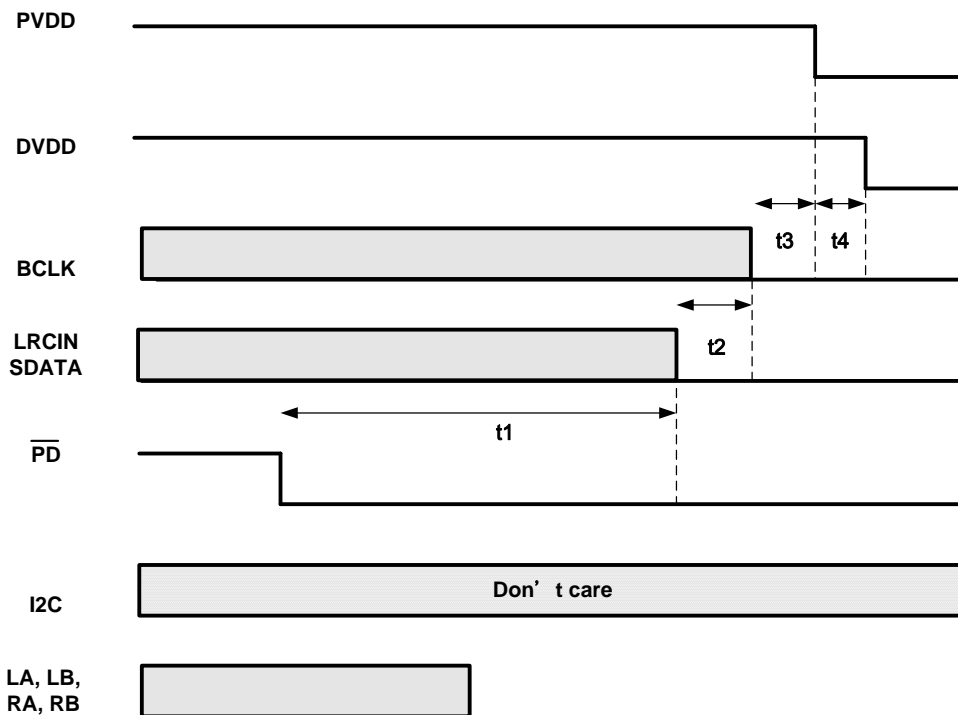 PVDD
DVDD
t3
t4
BCLK
LRCIN
SDATA
t2
t1
PD
Don’t care
I2C
LA, LB,
RA, RB